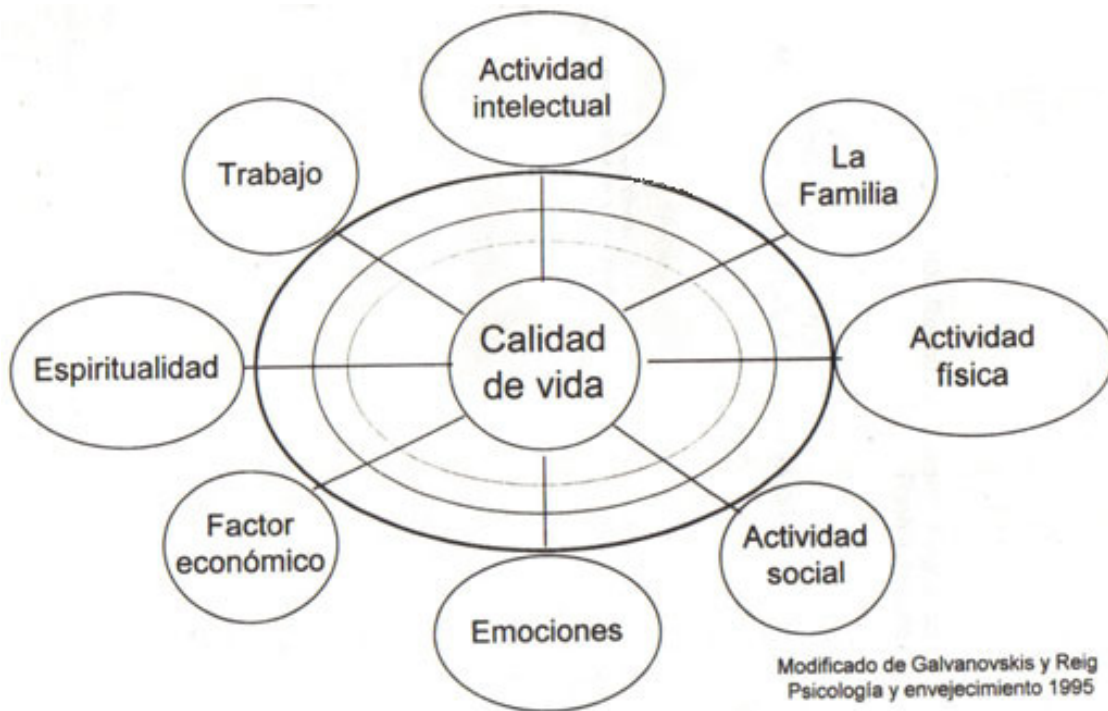 Actividad
intelectual
La
Familia
Trabajo
Calidad
de vida
Actividad
física
Espiritualidad
Factor
económico
Actividad
social
Emociones
Modificado de Galvanovskis y Reig
Psicología y envejecimiento 1995